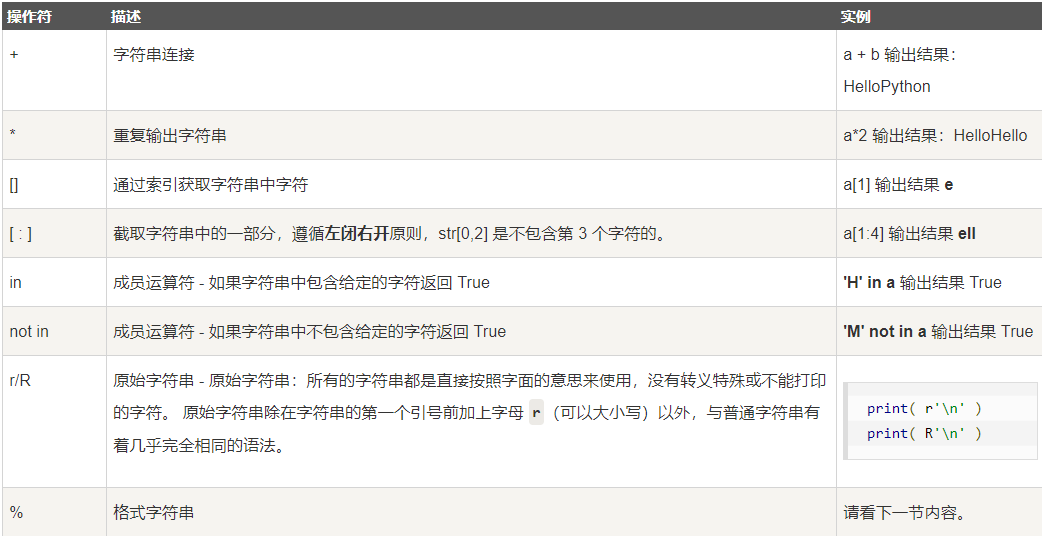 操作符 描述 实例
+ 字符串连接 a + b 输出结果：
HelloPython
* 重复输出字符串 a*2 输出结果：HelloHello
[] 通过索引获取字符串中字符 a[1] 输出结果 e
[ : ] 截取字符串中的一部分，遵循左闭右开原则，str[0,2] 是不包含第 3 个字符的。 a[1:4] 输出结果 ell
in 成员运算符 - 如果字符串中包含给定的字符返回 True 'H' in a 输出结果 True
not in 成员运算符 - 如果字符串中不包含给定的字符返回 True 'M' not in a 输出结果 True
r/R 原始字符串 - 原始字符串：所有的字符串都是直接按照字面的意思来使用，没有转义特殊或不能打印
的字符。 原始字符串除在字符串的第一个引号前加上字母 r（可以大小写）以外，与普通字符串有
着几乎完全相同的语法。
print( r'\n' )
print( R'\n' )
% 格式字符串 请看下一节内容。